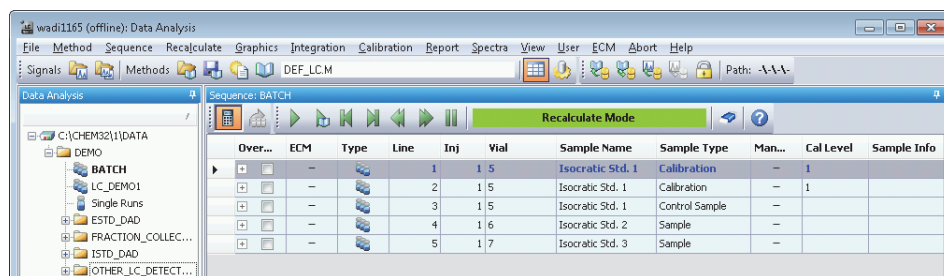 wadi1165 (offline): Data Analysis
File Method Sequence Recalculate Graphics Integration Calibration Report Spectra View User ECM Abort Help
Signals Methods DEF_LC.M Path: -\-\-\-
Data Analysis
Sequence: BATCH
Recalculate Mode
C:\CHEM32\1\DATA
DEMO
BATCH
LC_DEMO1
Single Runs
ESTD_DAD
FRACTION_COLLEC...
ISTD_DAD
OTHER_LC_DETECT...
Over... ECM Type Line Inj Vial Sample Name Sample Type Man... Cal Level Sample Info
– 1 1 5 Isocratic Std. 1 Calibration – 1
– 2 1 5 Isocratic Std. 1 Calibration – 1
– 3 1 5 Isocratic Std. 1 Control Sample –
– 4 1 6 Isocratic Std. 2 Sample –
– 5 1 7 Isocratic Std. 3 Sample –